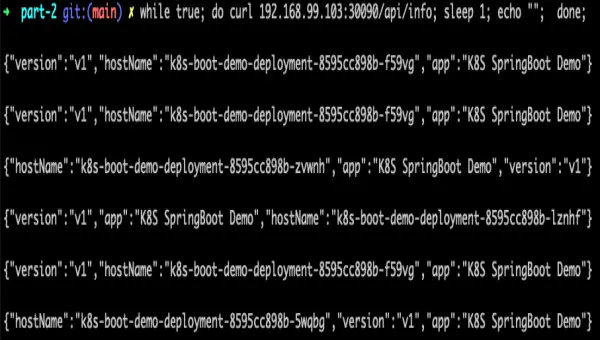 ➜ part-2 git:(main) ✗ while true; do curl 192.168.99.103:30090/api/info; sleep 1; echo ""; done;
{"version":"v1","hostName":"k8s-boot-demo-deployment-8595cc898b-f59vg","app":"K8S SpringBoot Demo"}
{"version":"v1","hostName":"k8s-boot-demo-deployment-8595cc898b-f59vg","app":"K8S SpringBoot Demo"}
{"hostName":"k8s-boot-demo-deployment-8595cc898b-zvwnh","app":"K8S SpringBoot Demo","version":"v1"}
{"version":"v1","app":"K8S SpringBoot Demo","hostName":"k8s-boot-demo-deployment-8595cc898b-lznhf"}
{"version":"v1","hostName":"k8s-boot-demo-deployment-8595cc898b-f59vg","app":"K8S SpringBoot Demo"}
{"hostName":"k8s-boot-demo-deployment-8595cc898b-5wqbg","version":"v1","app":"K8S SpringBoot Demo"}